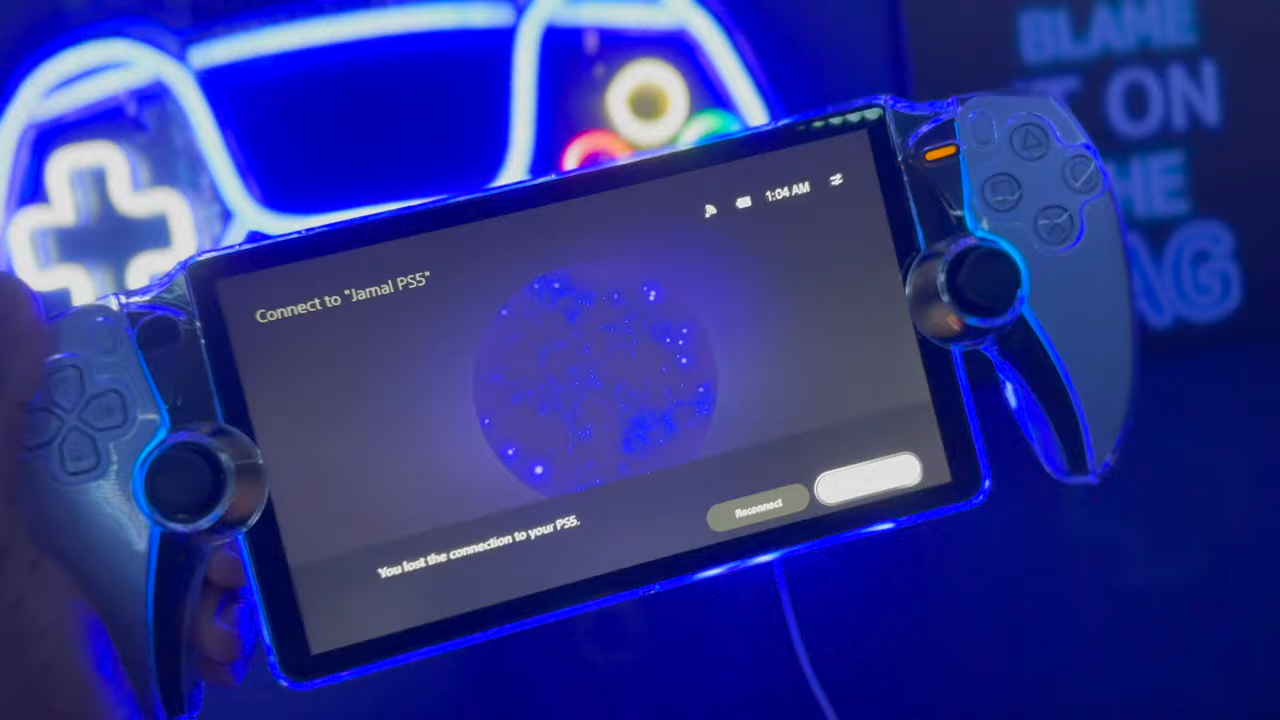 BLAME
IT ON
THE
1:04 AM
Connect to "Jamal PS5"
You lost the connection to your PS5.
Reconnect